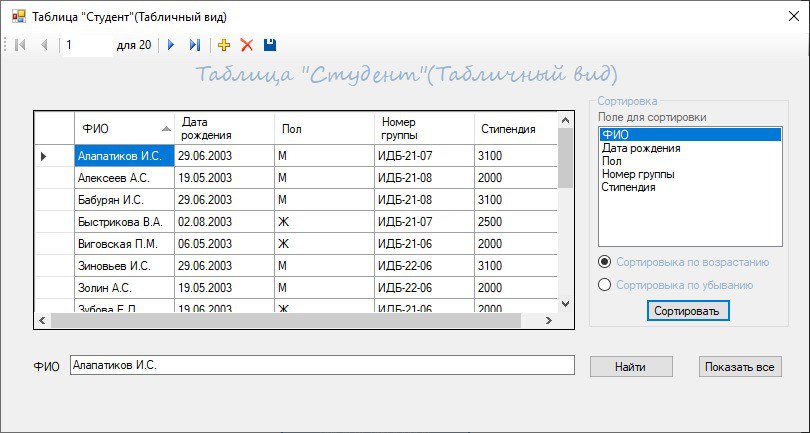 Таблица "Студент"(Табличный вид)
1 для 20
Таблица "Студент"(Табличный вид)
ФИО Дата рождения Пол Номер группы Стипендия
Алапатиков И.С. 29.06.2003 М ИДБ-21-07 3100
Алексеев А.С. 19.05.2003 М ИДБ-21-08 2000
Бабурян И.С. 29.06.2003 М ИДБ-21-08 3100
Быстрикова В.А. 02.08.2003 Ж ИДБ-21-07 2500
Виговская П.М. 06.05.2003 Ж ИДБ-21-06 2000
Зиновьев И.С. 29.06.2003 М ИДБ-22-06 3100
Золин А.С. 19.05.2003 М ИДБ-22-06 2000
Зубова Е.Л. 19.06.2003 Ж ИДБ-21-06 2000
Сортировка
Поле для сортировки
ФИО
Дата рождения
Пол
Номер группы
Стипендия
Сортировыка по возрастанию
Сортировыка по убыванию
Сортировать
ФИО Алапатиков И.С. Найти Показать все